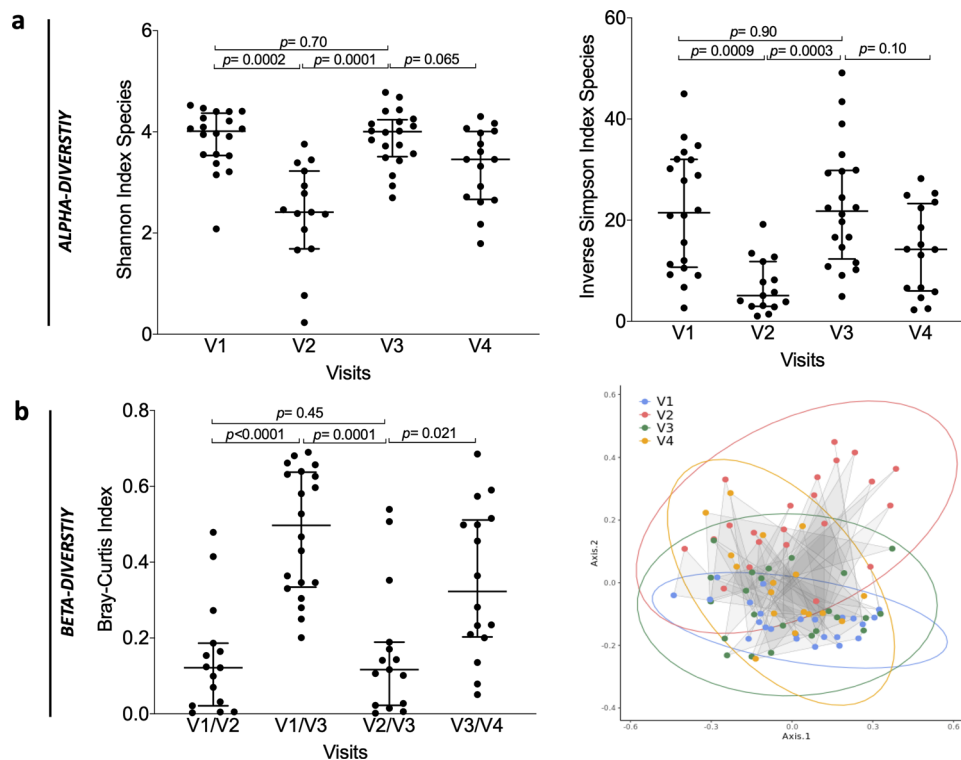 a
ALPHA-DIVERSTIY
Shannon Index Species
6
4
2
0
p= 0.70
p= 0.0002
p= 0.0001
p= 0.065
V1
V2
V3
V4
Visits
Inverse Simpson Index Species
60
40
20
0
p= 0.90
p= 0.0009
p= 0.0003
p= 0.10
V1
V2
V3
V4
Visits
b
BETA-DIVERSTIY
Bray-Curtis Index
0.8
0.6
0.4
0.2
0.0
p= 0.45
p<0.0001
p= 0.0001
p= 0.021
V1/V2
V1/V3
V2/V3
V3/V4
Visits
V1
V2
V3
V4
Axis.2
0.6
0.4
0.2
0.0
-0.2
-0.4
-0.6
-0.3
0.0
0.3
0.6
Axis.1